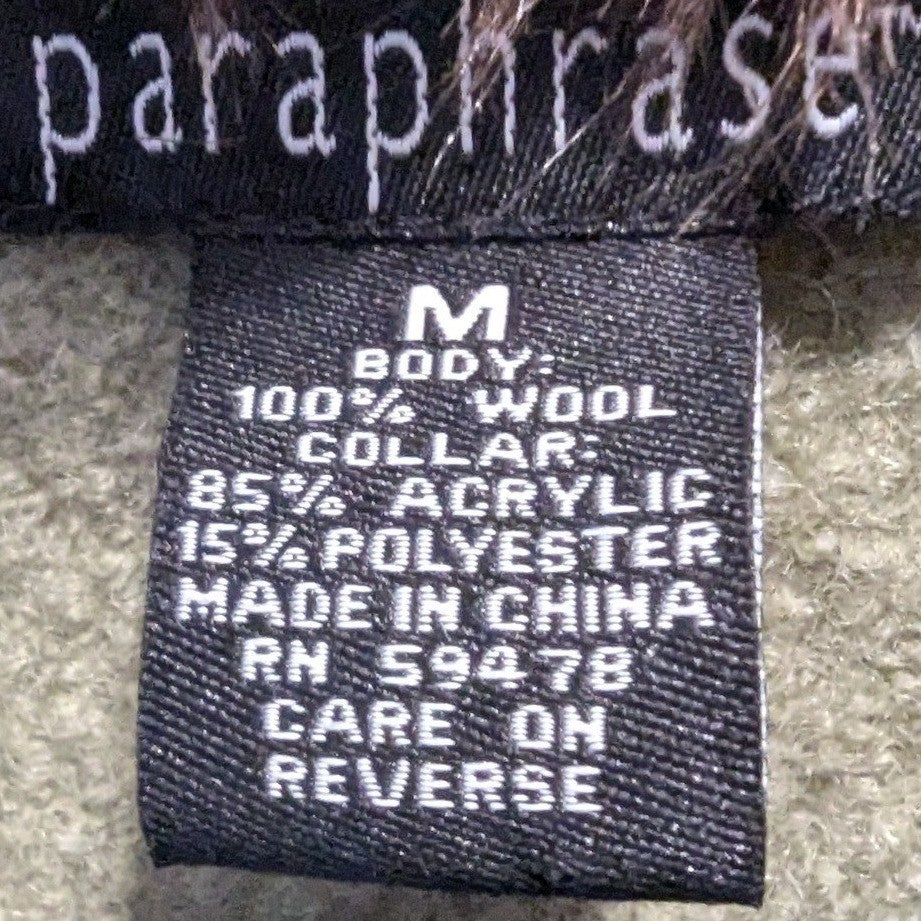 paraphrase™
M
BODY:
100% WOOL
COLLAR:
85% ACRYLIC
15% POLYESTER
MADE IN CHINA
RN 59478
CARE ON
REVERSE